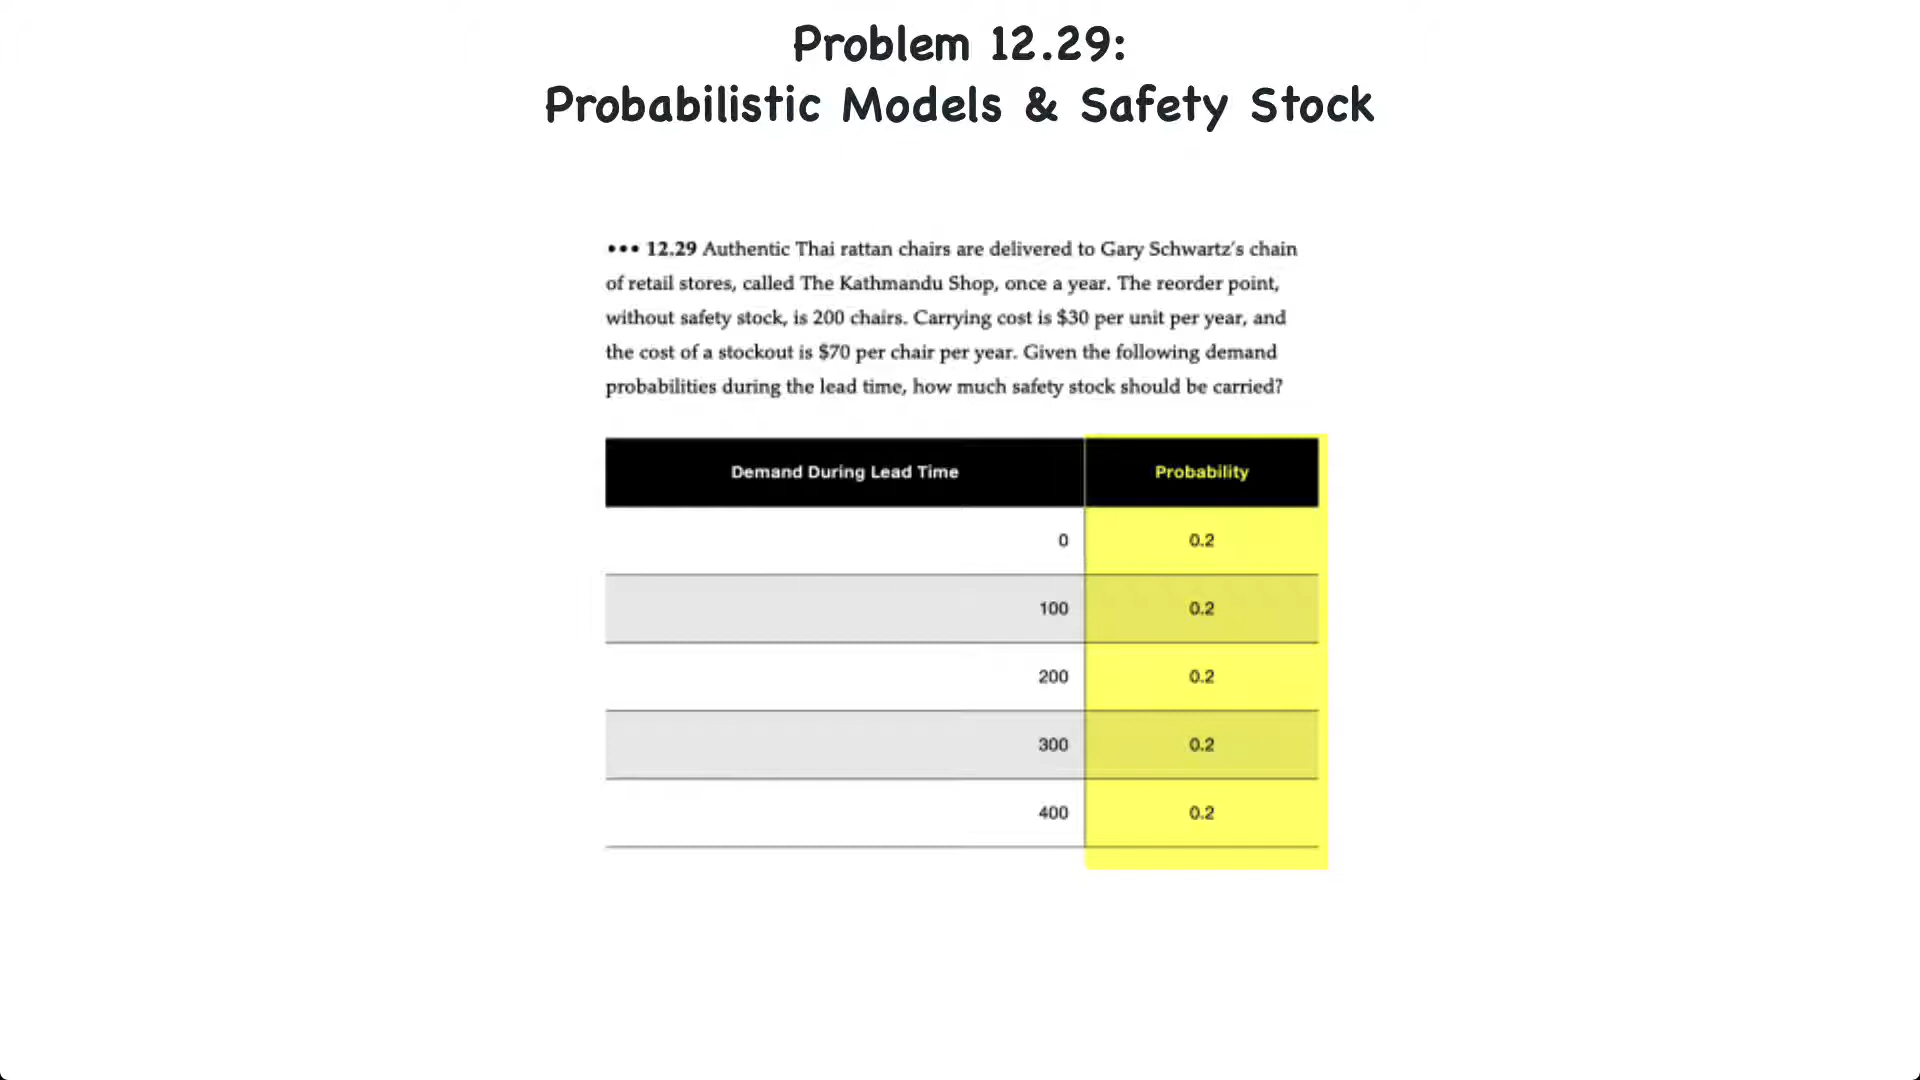 Problem 12.29:
Probabilistic Models & Safety Stock
••• 12.29 Authentic Thai rattan chairs are delivered to Gary Schwartz's chain
of retail stores, called The Kathmandu Shop, once a year. The reorder point,
without safety stock, is 200 chairs. Carrying cost is $30 per unit per year, and
the cost of a stockout is $70 per chair per year. Given the following demand
probabilities during the lead time, how much safety stock should be carried?
Demand During Lead Time Probability
0 0.2
100 0.2
200 0.2
300 0.2
400 0.2